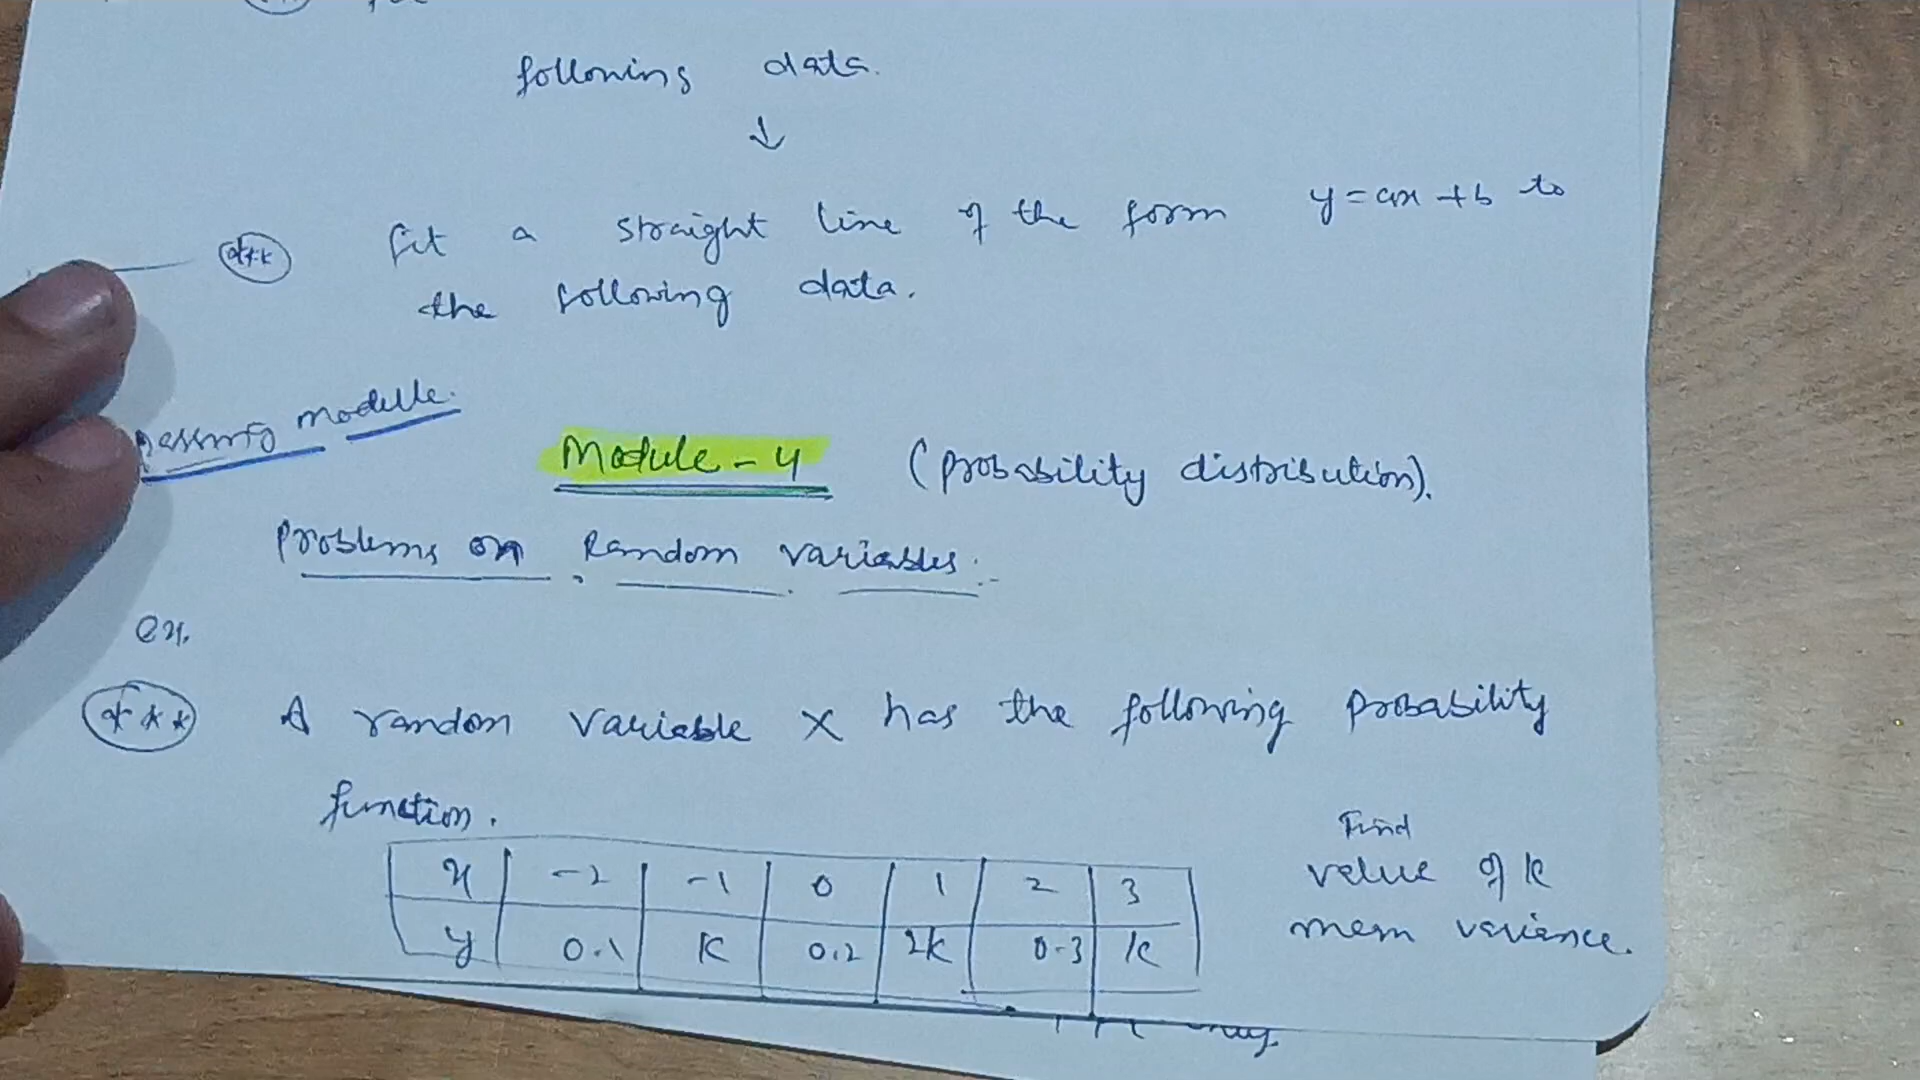 following data.
↓
*** fit a straight line of the form y = ax + b to
the following data.
passing module.
Module - 4 (probability distribution).
Problems on Random variables:-
ex.
*** A random variable X has the following probability
function.
x -2 -1 0 1 2 3
y 0.1 K 0.2 2k 0.3 k
Find
value of k
mean variance.
only